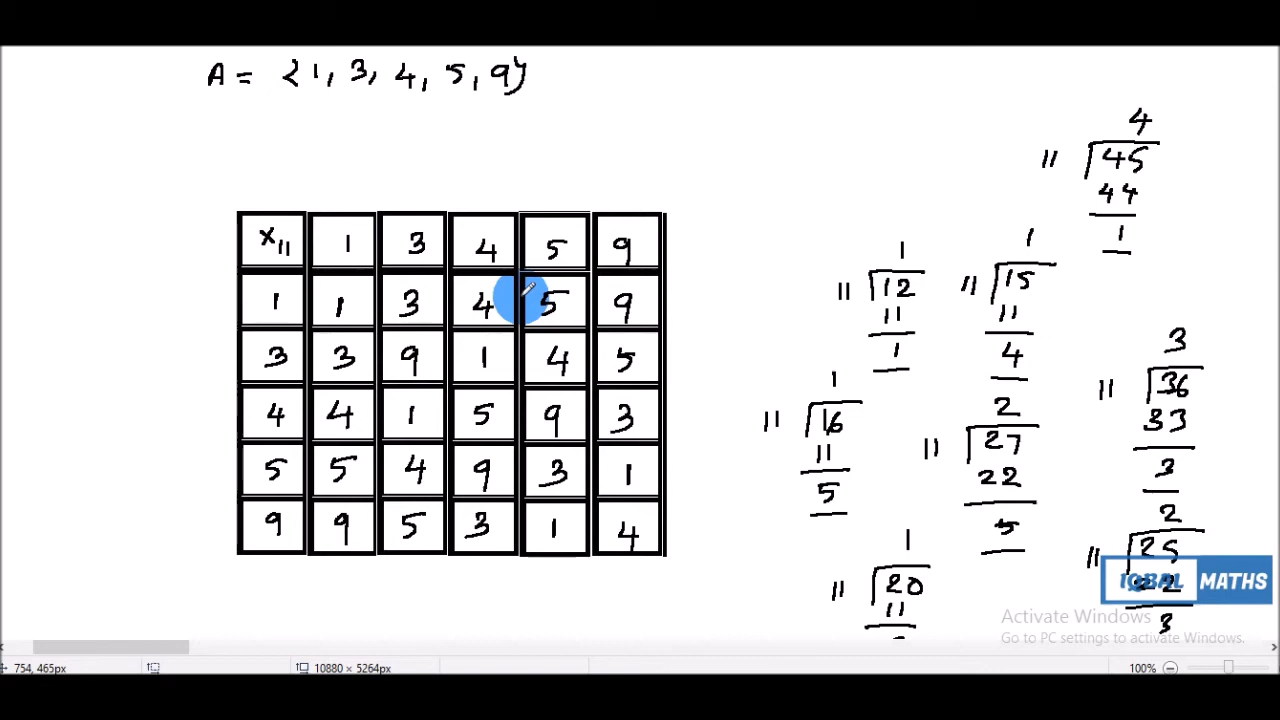 A = {1, 3, 4, 5, 9}
×11 1 3 4 5 9
1 1 3 4 5 9
3 3 9 1 4 5
4 4 1 5 9 3
5 5 4 9 3 1
9 9 5 3 1 4
4
11 45
44
1
1
11 12
11
1
1
11 15
11
4
3
11 36
33
3
1
11 16
11
5
2
11 27
22
5
2
11 25
22
3
1
11 20
11
IQBAL MATHS
Activate Windows
Go to PC settings to activate Windows.
754, 465px
10880 × 5264px
100%